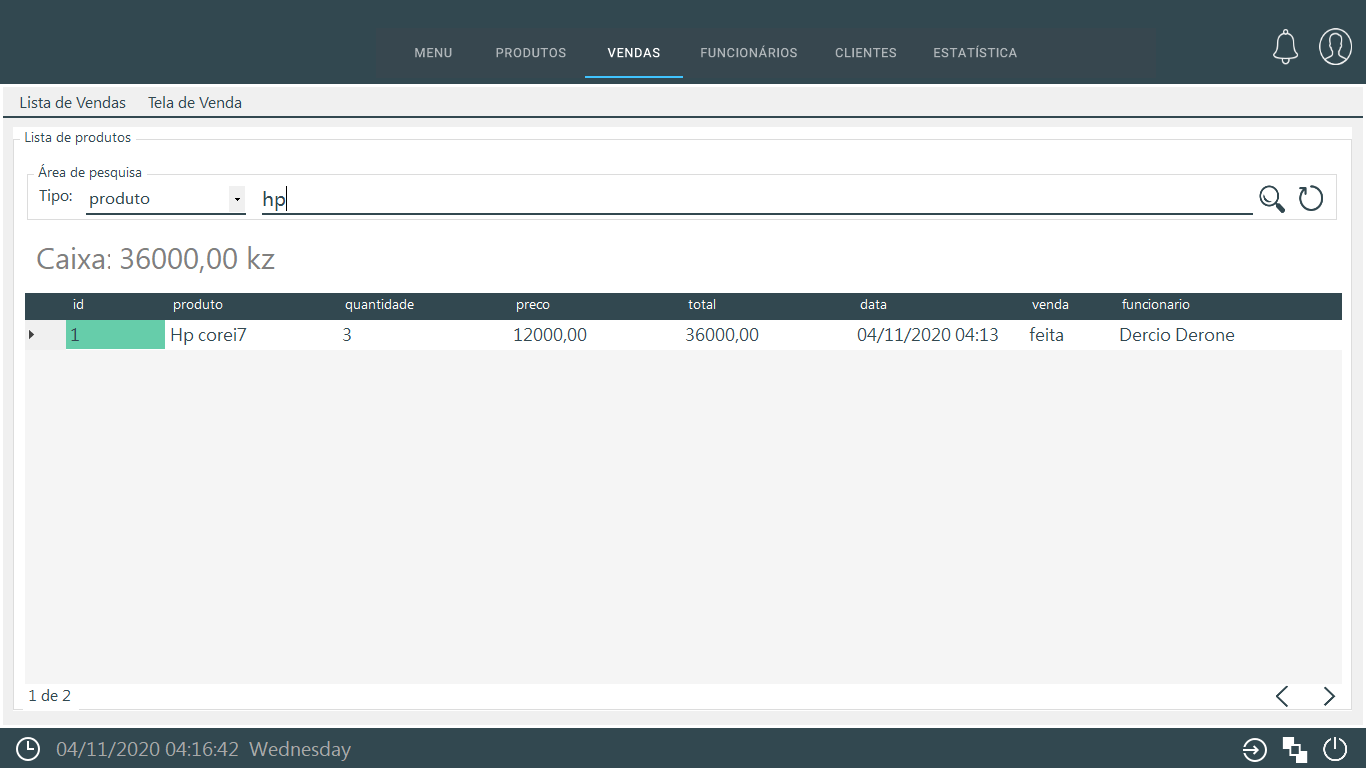 MENU PRODUTOS VENDAS FUNCIONÁRIOS CLIENTES ESTATÍSTICA
Lista de Vendas Tela de Venda
Lista de produtos
Área de pesquisa
Tipo: produto hp
Caixa: 36000,00 kz
id produto quantidade preco total data venda funcionario
1 Hp corei7 3 12000,00 36000,00 04/11/2020 04:13 feita Dercio Derone
1 de 2
04/11/2020 04:16:42 Wednesday